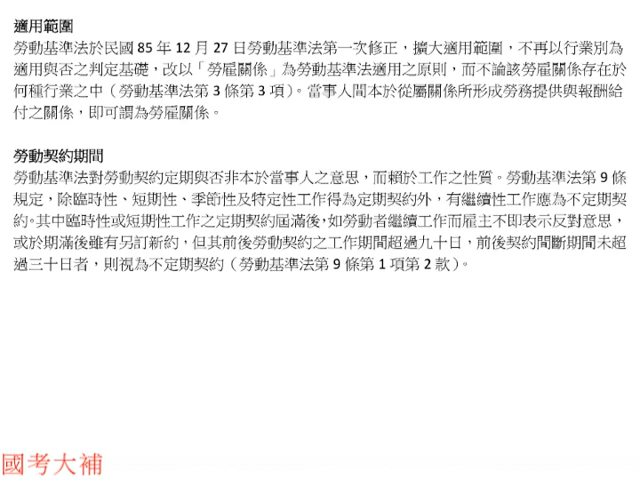 適用範圍
勞動基準法於民國 85 年 12 月 27 日勞動基準法第一次修正，擴大適用範圍，不再以行業別為
適用與否之判定基礎，改以「勞雇關係」為勞動基準法適用之原則，而不論該勞雇關係存在於
何種行業之中（勞動基準法第 3 條第 3 項）。當事人間本於從屬關係所形成勞務提供與報酬給
付之關係，即可謂為勞雇關係。
勞動契約期間
勞動基準法對勞動契約定期與否非本於當事人之意思，而賴於工作之性質。勞動基準法第 9 條
規定，除臨時性、短期性、季節性及特定性工作得為定期契約外，有繼續性工作應為不定期契
約。其中臨時性或短期性工作之定期契約屆滿後，如勞動者繼續工作而雇主不即表示反對意思，
或於期滿後雖有另訂新約，但其前後勞動契約之工作期間超過九十日，前後契約間斷期間未超
過三十日者，則視為不定期契約（勞動基準法第 9 條第 1 項第 2 款）。
國考大補